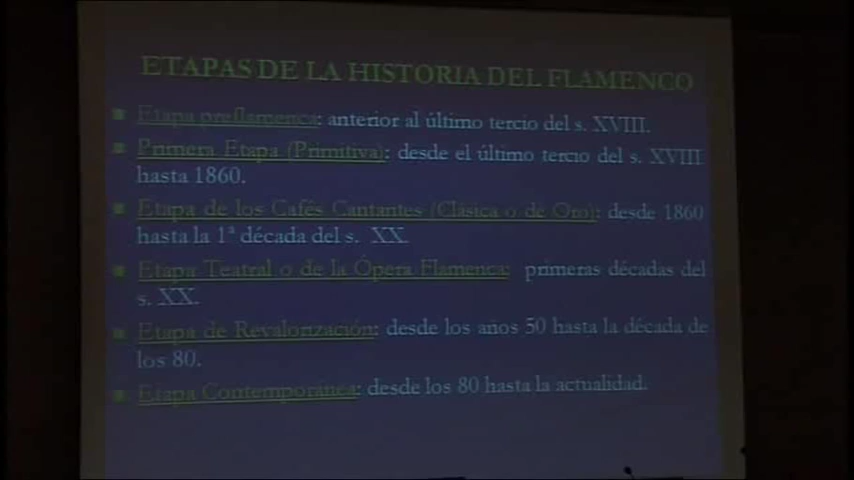 ETAPAS DE LA HISTORIA DEL FLAMENCO
Etapa preflamenca: anterior al último tercio del s. XVIII.
Primera Etapa (Primitiva): desde el último tercio del s. XVIII
hasta 1860.
Etapa de los Cafés Cantantes (Clásica o de Oro): desde 1860
hasta la 1ª década del s. XX.
Etapa Teatral o de la Ópera Flamenca: primeras décadas del
s. XX.
Etapa de Revalorización: desde los años 50 hasta la década de
los 80.
Etapa Contemporánea: desde los 80 hasta la actualidad.